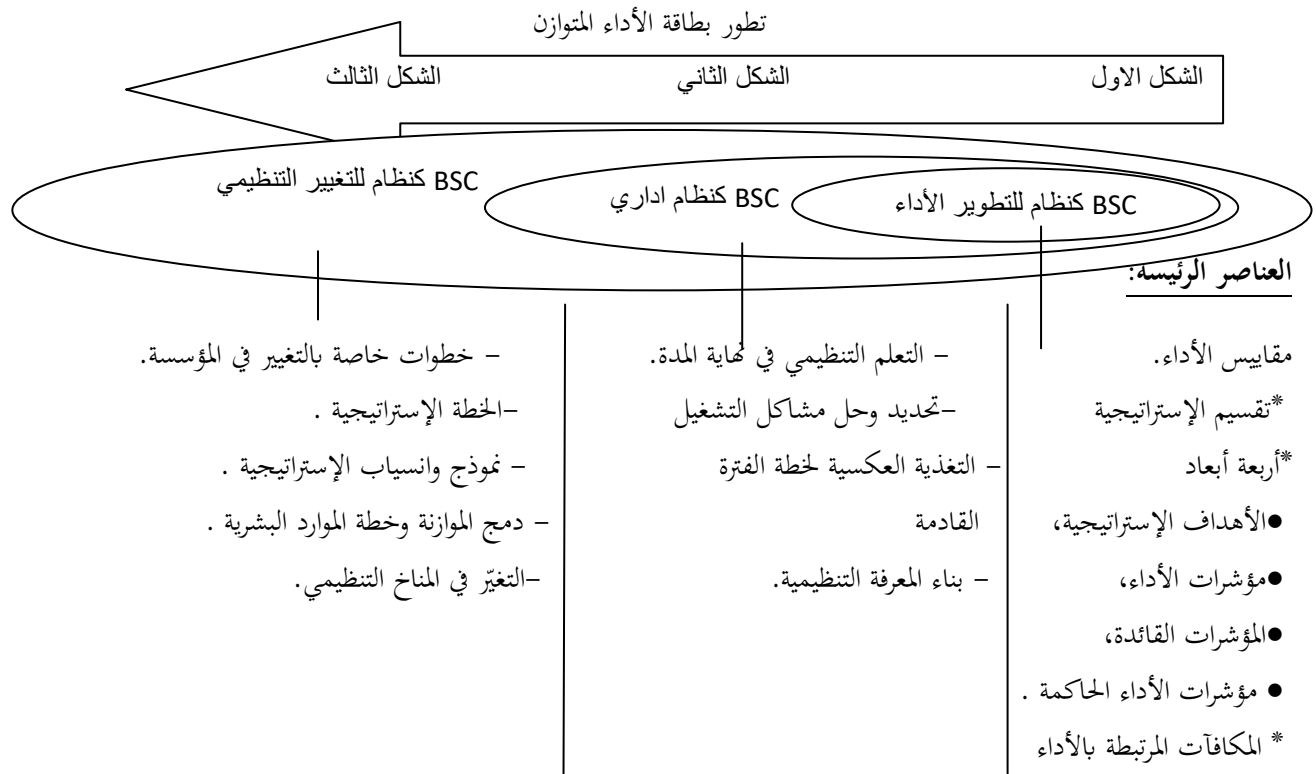 تطور بطاقة الأداء المتوازن
الشكل الاول
الشكل الثاني
الشكل الثالث
BSC كنظام للتطوير الأداء
BSC كنظام اداري
BSC كنظام للتغيير التنظيمي
العناصر الرئيسة:
مقاييس الأداء.
*تقسيم الإستراتيجية
*أربعة أبعاد
●الأهداف الإستراتيجية،
●مؤشرات الأداء،
●المؤشرات القائدة،
● مؤشرات الأداء الحاكمة .
* المكافآت المرتبطة بالأداء
– التعلم التنظيمي في نهاية المدة.
–تحديد وحل مشاكل التشغيل
– التغذية العكسية لخطة الفترة
القادمة
– بناء المعرفة التنظيمية.
– خطوات خاصة بالتغيير في المؤسسة.
–الخطة الإستراتيجية .
– نموذج وانسياب الإستراتيجية .
– دمج الموازنة وخطة الموارد البشرية .
–التغيّر في المناخ التنظيمي.